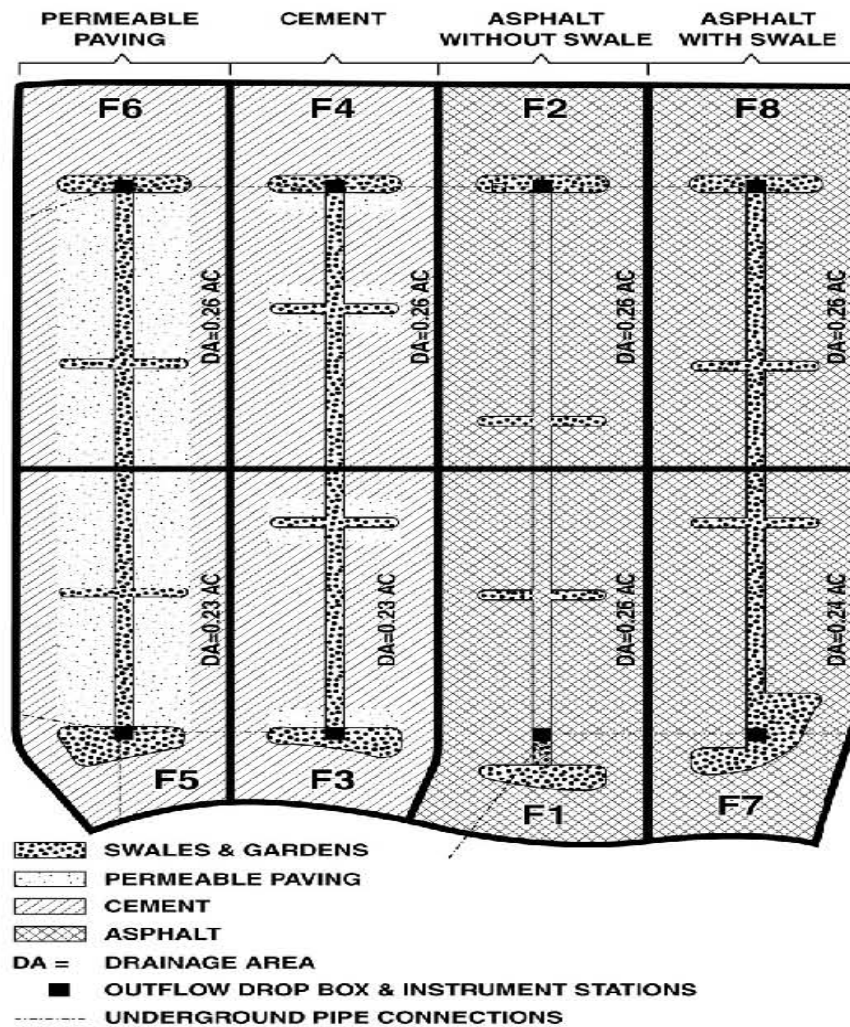 PERMEABLE
PAVING
CEMENT
ASPHALT
WITHOUT SWALE
ASPHALT
WITH SWALE
F6
F4
F2
F8
DA=0.26 AC
DA=0.26 AC
DA=0.26 AC
DA=0.26 AC
DA=0.23 AC
DA=0.23 AC
DA=0.26 AC
DA=0.24 AC
F5
F3
F1
F7
SWALES & GARDENS
PERMEABLE PAVING
CEMENT
ASPHALT
DA = DRAINAGE AREA
OUTFLOW DROP BOX & INSTRUMENT STATIONS
UNDERGROUND PIPE CONNECTIONS